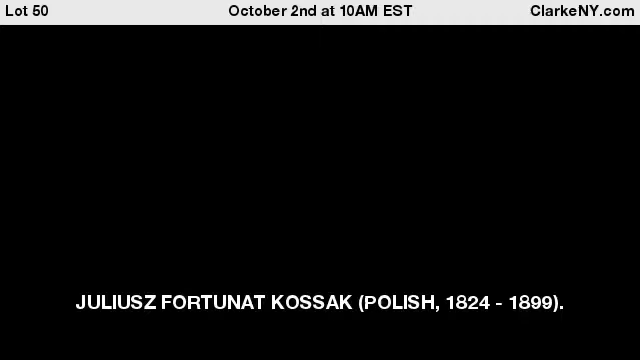 Lot 50 October 2nd at 10AM EST ClarkeNY.com
JULIUSZ FORTUNAT KOSSAK (POLISH, 1824 - 1899).